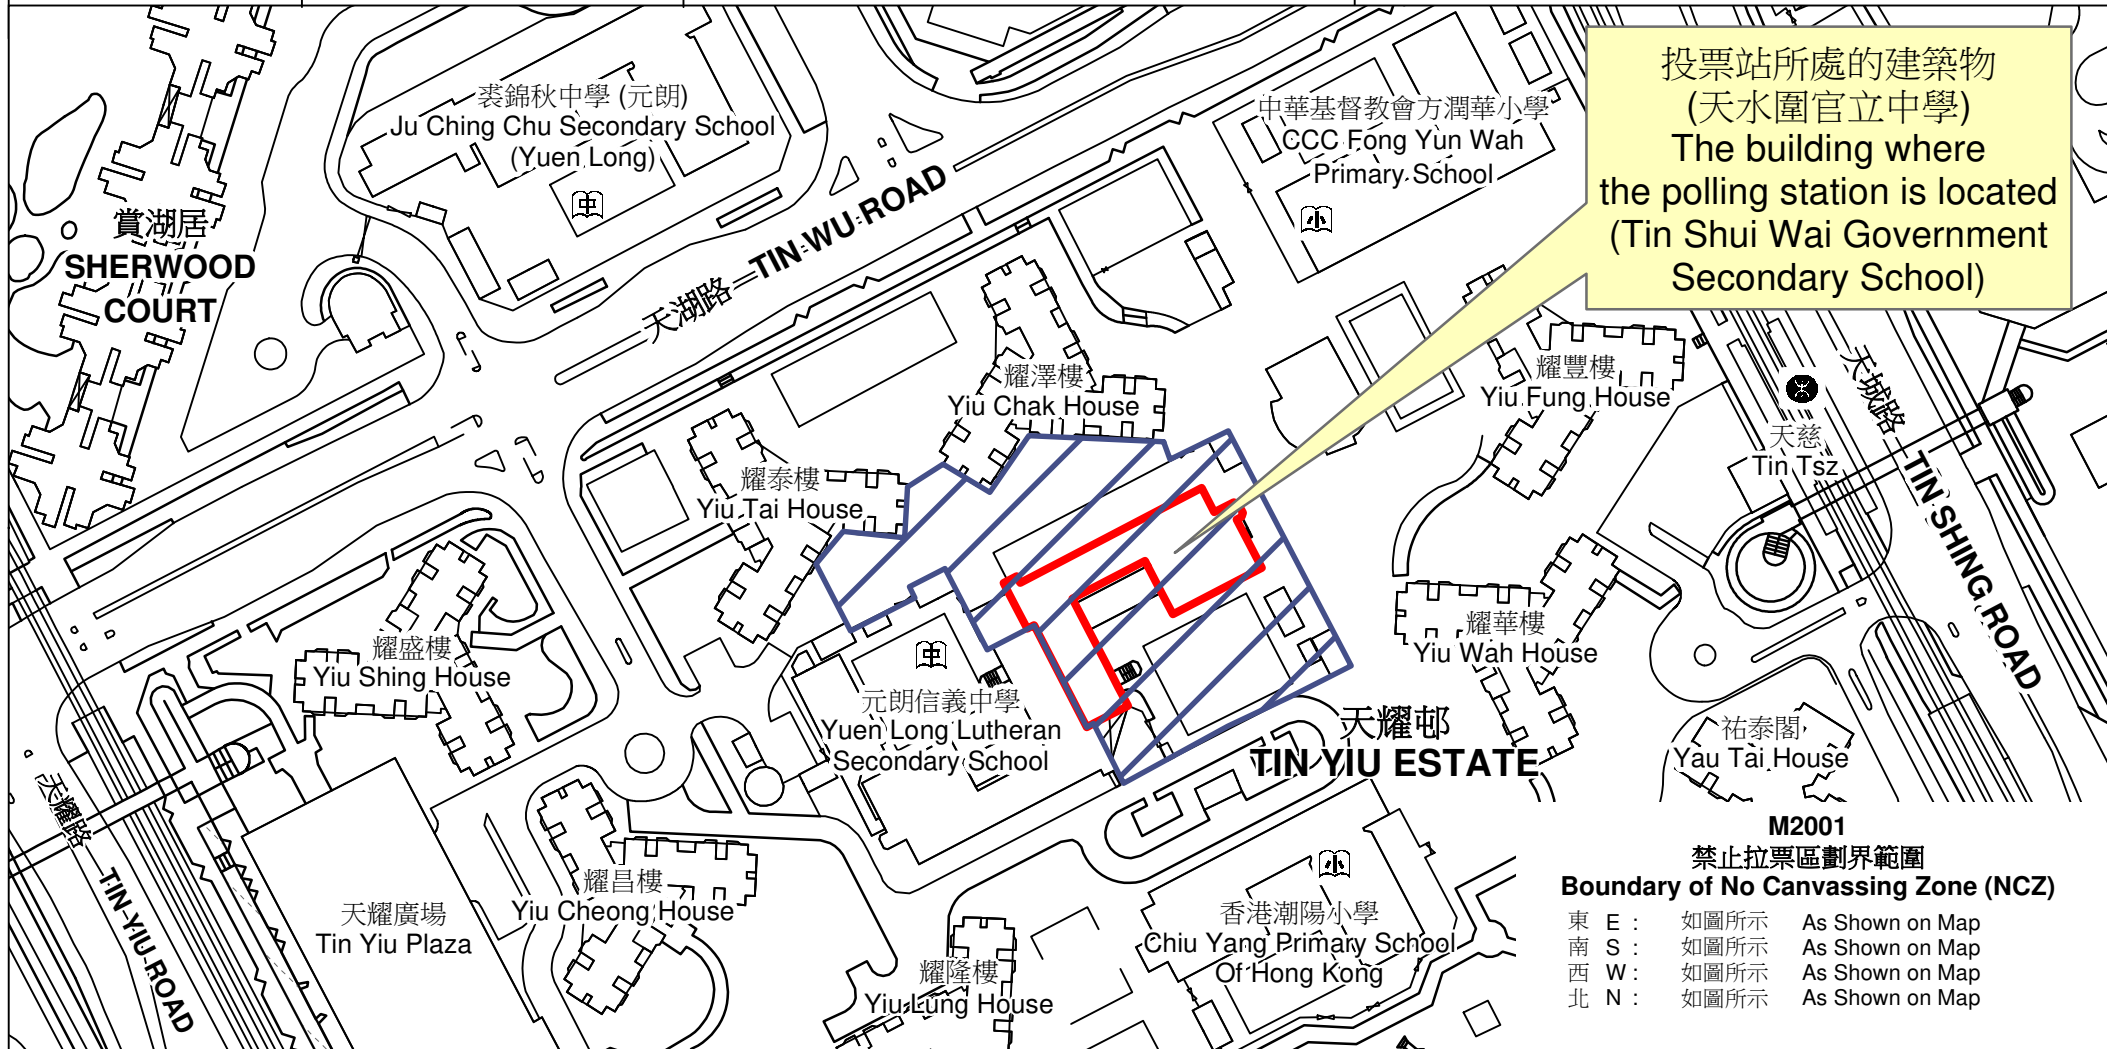 裘錦秋中學 (元朗)
Ju Ching Chu Secondary School
(Yuen Long)
中
中華基督教會方潤華小學
CCC Fong Yun Wah
Primary School
小
投票站所處的建築物
(天水圍官立中學)
The building where
the polling station is located
(Tin Shui Wai Government
Secondary School)
賞湖居
SHERWOOD
COURT
天湖路 TIN WU ROAD
耀澤樓
Yiu Chak House
耀豐樓
Yiu Fung House
天慈
Tin Tsz
天城路 TIN SHING ROAD
耀泰樓
Yiu Tai House
耀盛樓
Yiu Shing House
中
元朗信義中學
Yuen Long Lutheran
Secondary School
耀華樓
Yiu Wah House
天耀邨
TIN YIU ESTATE
祐泰閣
Yau Tai House
天耀路 TIN YIU ROAD
天耀廣場
Tin Yiu Plaza
耀昌樓
Yiu Cheong House
耀隆樓
Yiu Lung House
小
香港潮陽小學
Chiu Yang Primary School
Of Hong Kong
M2001
禁止拉票區劃界範圍
Boundary of No Canvassing Zone (NCZ)
東 E : 如圖所示 As Shown on Map
南 S : 如圖所示 As Shown on Map
西 W : 如圖所示 As Shown on Map
北 N : 如圖所示 As Shown on Map